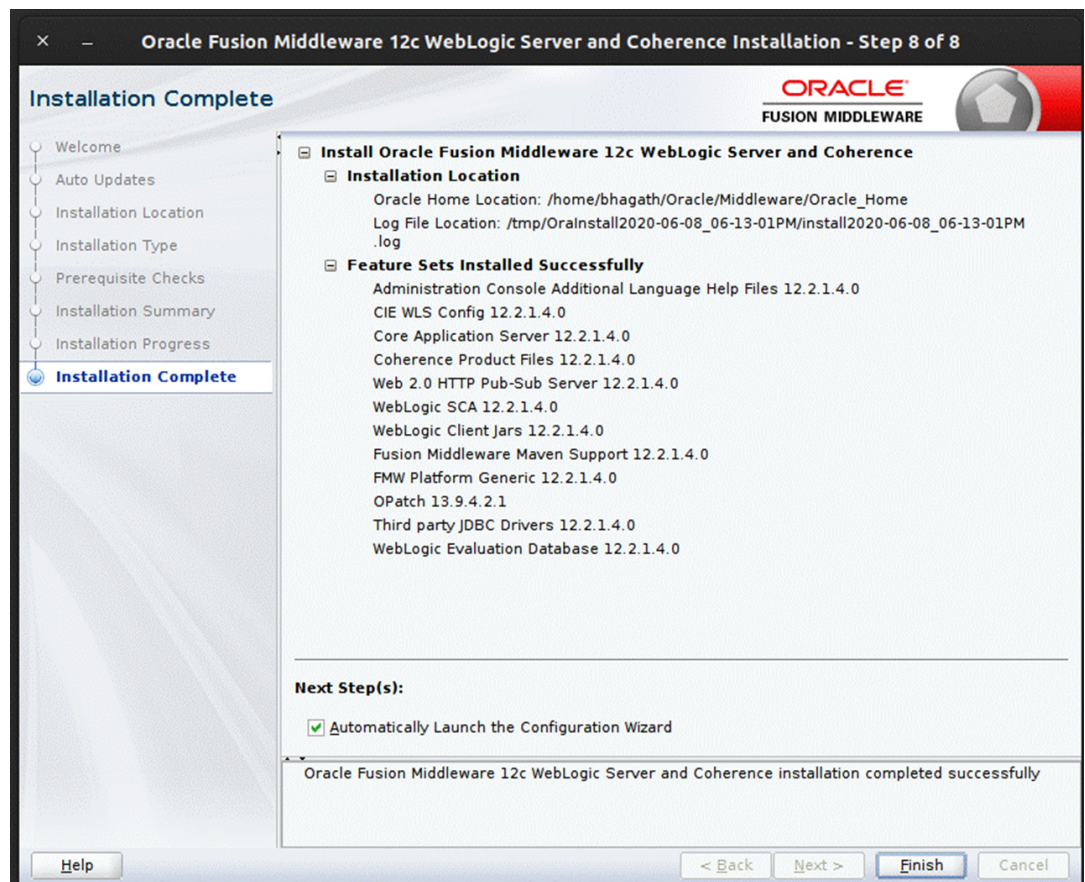 Oracle Fusion Middleware 12c WebLogic Server and Coherence Installation - Step 8 of 8
Installation Complete
ORACLE
FUSION MIDDLEWARE
Welcome
Auto Updates
Installation Location
Installation Type
Prerequisite Checks
Installation Summary
Installation Progress
Installation Complete
Install Oracle Fusion Middleware 12c WebLogic Server and Coherence
Installation Location
Oracle Home Location: /home/bhagath/Oracle/Middleware/Oracle_Home
Log File Location: /tmp/OraInstall2020-06-08_06-13-01PM/install2020-06-08_06-13-01PM
.log
Feature Sets Installed Successfully
Administration Console Additional Language Help Files 12.2.1.4.0
CIE WLS Config 12.2.1.4.0
Core Application Server 12.2.1.4.0
Coherence Product Files 12.2.1.4.0
Web 2.0 HTTP Pub-Sub Server 12.2.1.4.0
WebLogic SCA 12.2.1.4.0
WebLogic Client Jars 12.2.1.4.0
Fusion Middleware Maven Support 12.2.1.4.0
FMW Platform Generic 12.2.1.4.0
OPatch 13.9.4.2.1
Third party JDBC Drivers 12.2.1.4.0
WebLogic Evaluation Database 12.2.1.4.0
Next Step(s):
Automatically Launch the Configuration Wizard
Oracle Fusion Middleware 12c WebLogic Server and Coherence installation completed successfully
Help
< Back
Next >
Finish
Cancel